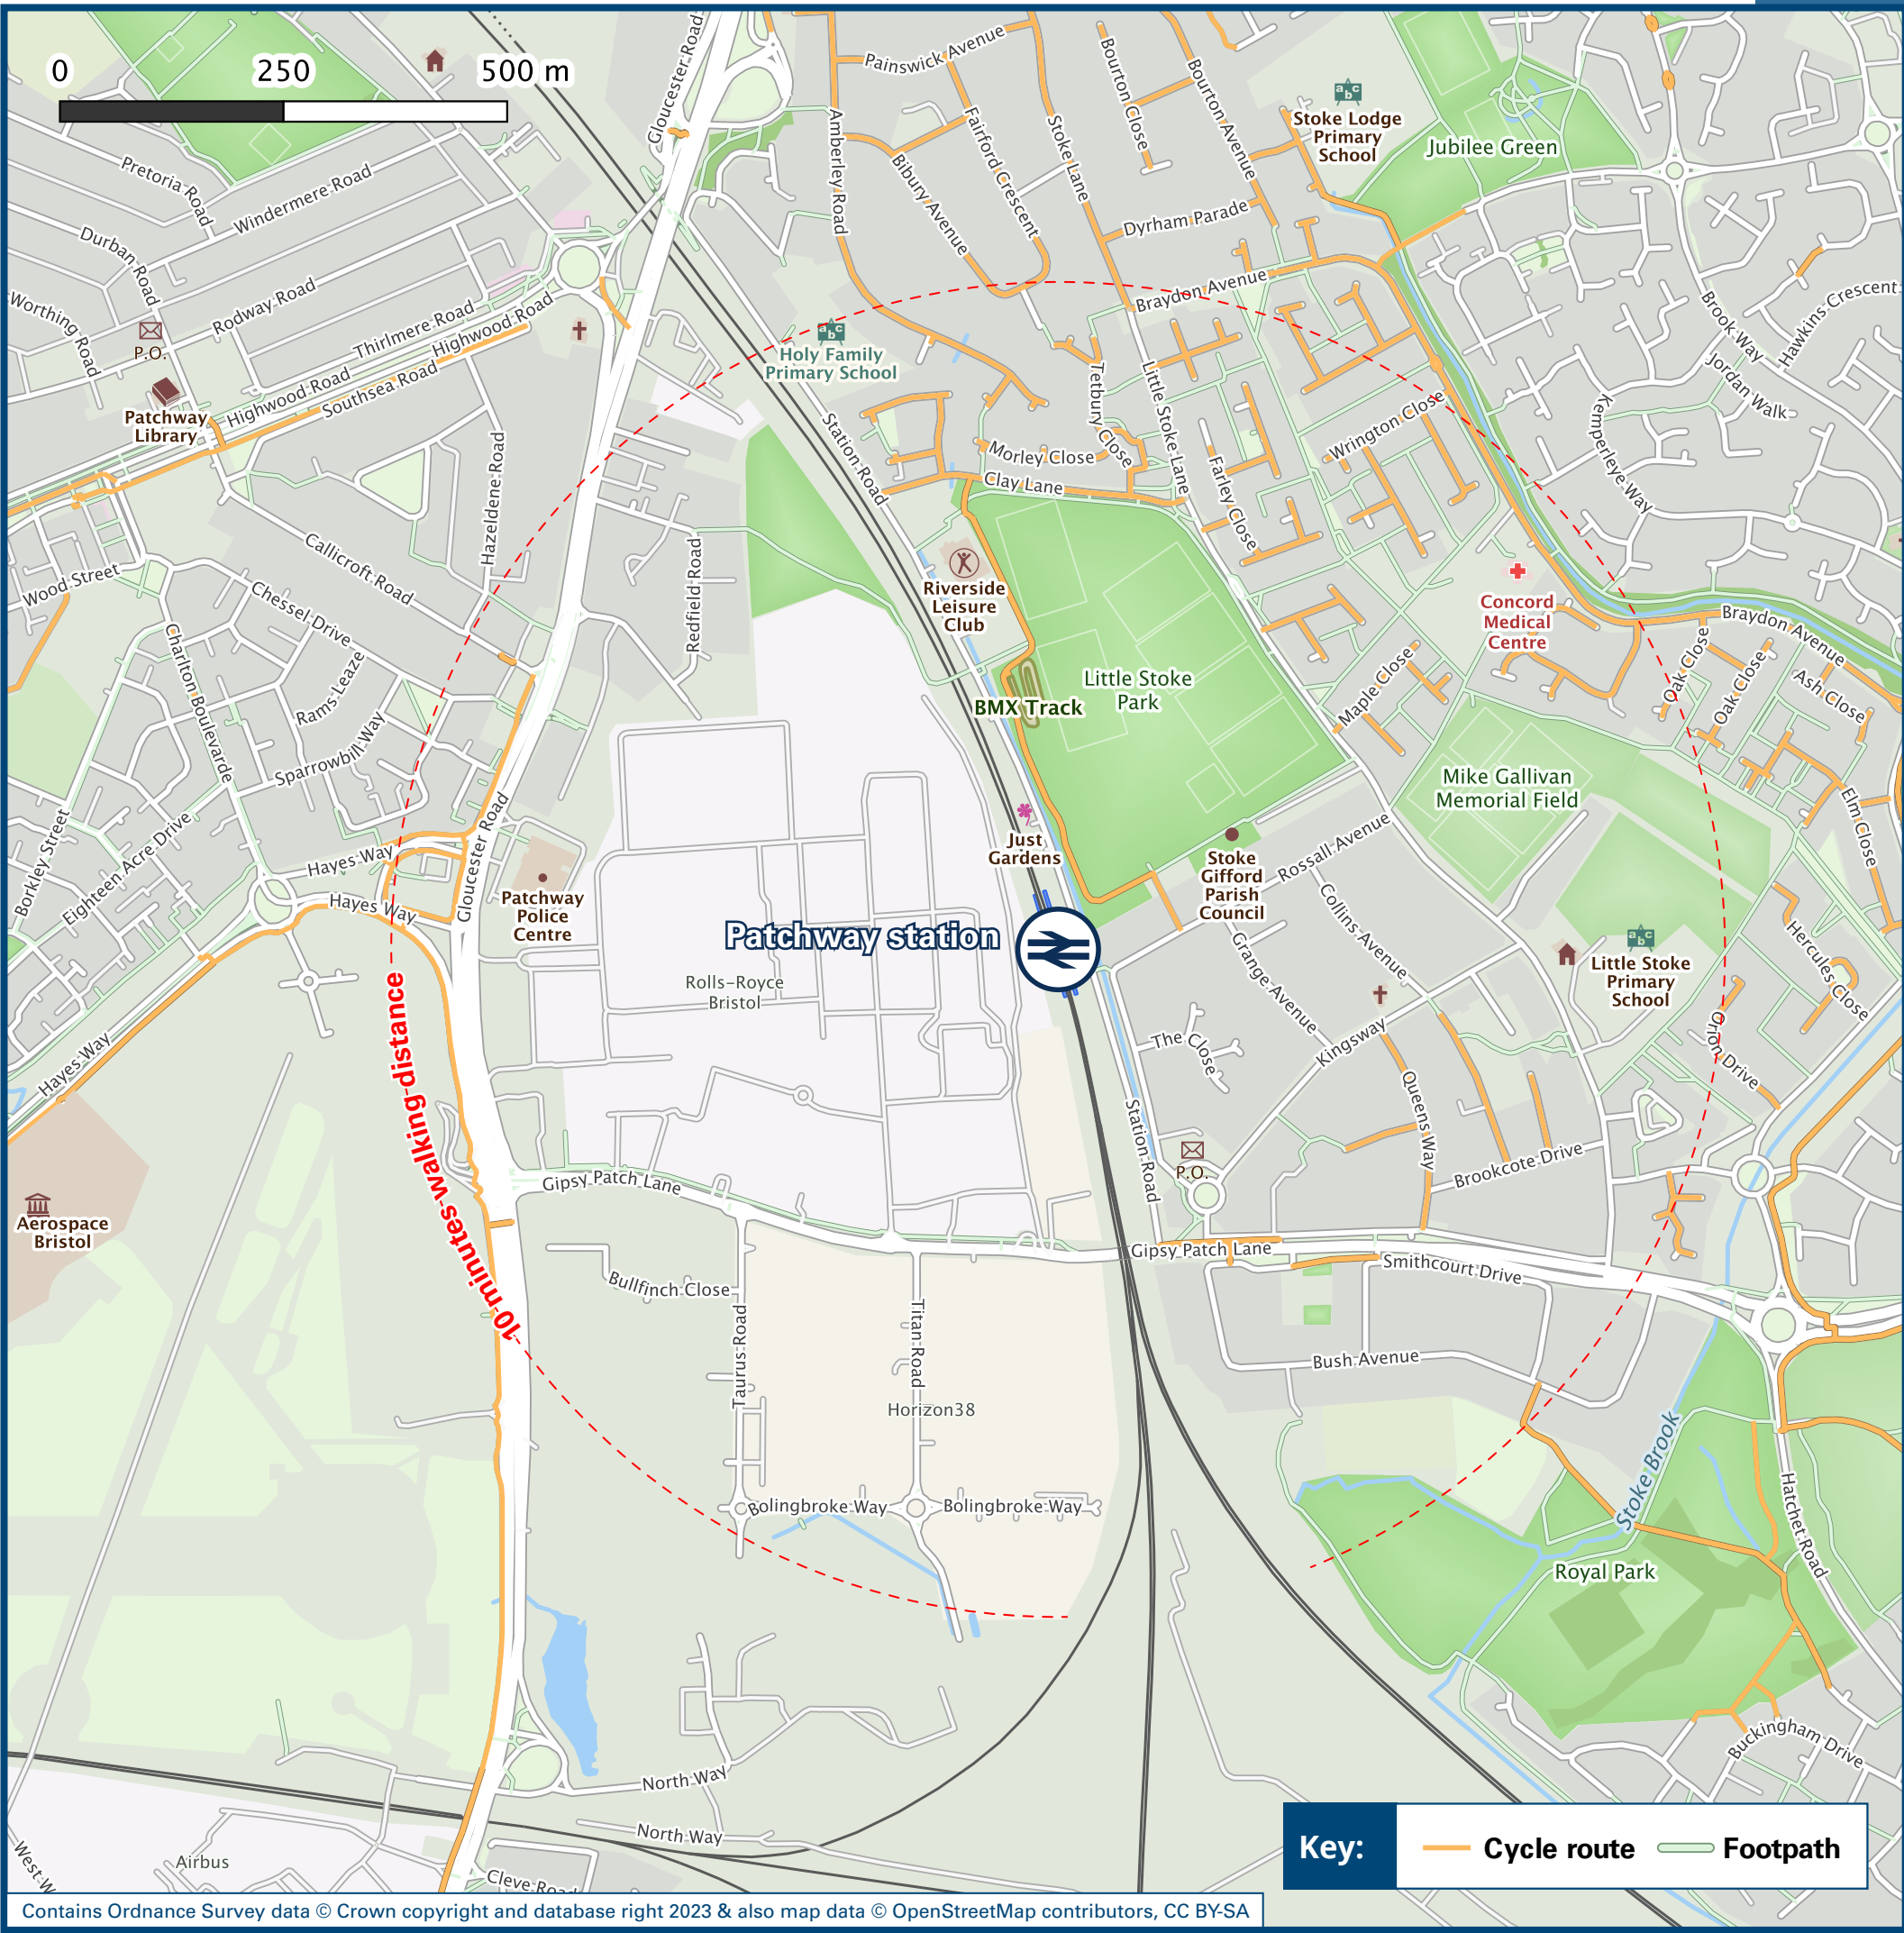 0 250 500 m
Gloucester Road
Painswick Avenue
Bourton Close
Bourton Avenue
Stoke Lodge
Primary
School
Jubilee Green
Pretoria Road
Windermere Road
Amberley Road
Bibury Avenue
Fairford Crescent
Stoke Lane
Dyrham Parade
Durban Road
Worthing Road
P.O.
Rodway Road
Thirlmere Road
Highwood Road
Highwood Road
Southsea Road
Patchway
Library
Holy Family
Primary School
Braydon Avenue
Brook Way
Hawkins Crescent
Jordan Walk
Kemperleye Way
Hazeldene Road
Station Road
Tetbury Close
Little Stoke Lane
Morley Close
Clay Lane
Farley Close
Wrington Close
Callicroft Road
Wood Street
Chessel Drive
Redfield Road
Riverside
Leisure
Club
Concord
Medical
Centre
Braydon Avenue
Charlton Boulevarde
Rams Leaze
Sparrowbill Way
BMX Track
Little Stoke
Park
Maple Close
Oak Close
Oak Close
Ash Close
Elm Close
Mike Gallivan
Memorial Field
Borkley Street
Eighteen Acre Drive
Hayes Way
Hayes Way
Gloucester Road
Patchway
Police
Centre
Just
Gardens
Stoke
Gifford
Parish
Council
Rossall Avenue
Collins Avenue
Grange Avenue
Patchway station
Rolls-Royce
Bristol
Little Stoke
Primary
School
Hercules Close
Orion Drive
Hayes Way
10 minutes walking distance
The Close
Kingsway
Queens Way
Station Road
P.O.
Brookcote Drive
Aerospace
Bristol
Gipsy Patch Lane
Gipsy Patch Lane
Smithcourt Drive
Bullfinch Close
Taurus Road
Titan Road
Bush Avenue
Horizon38
Bolingbroke Way
Bolingbroke Way
Stoke Brook
Hatchet Road
Royal Park
Buckingham Drive
North Way
North Way
Airbus
West W
Cleve Road
Key:
Cycle route
Footpath
Contains Ordnance Survey data © Crown copyright and database right 2023 & also map data © OpenStreetMap contributors, CC BY-SA